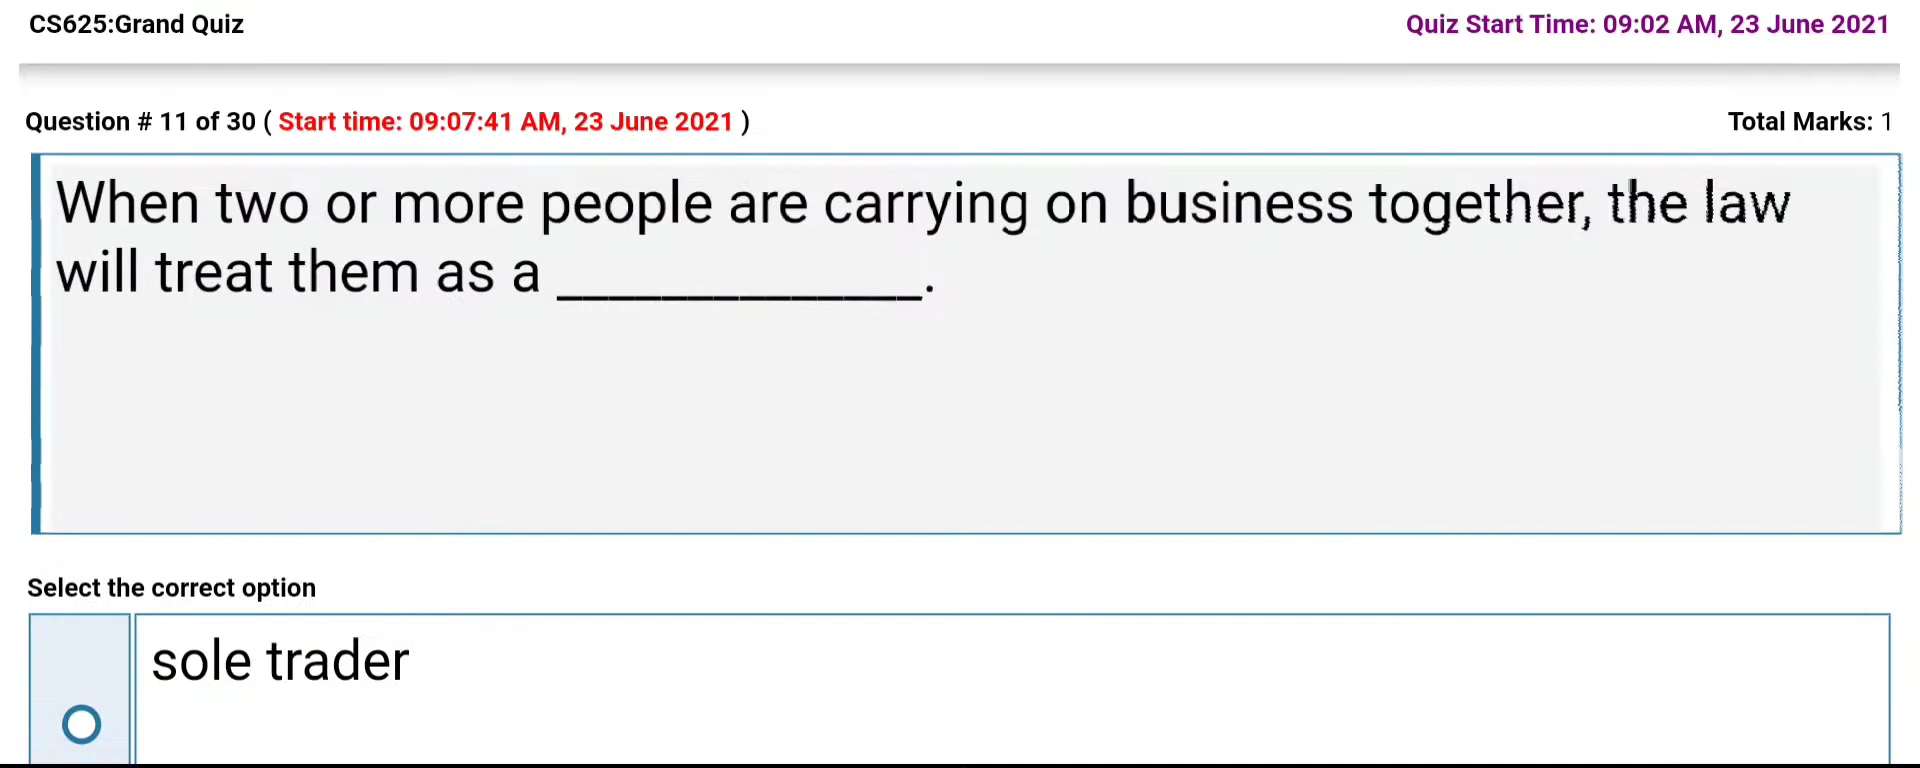 CS625:Grand Quiz
Quiz Start Time: 09:02 AM, 23 June 2021
Question # 11 of 30 ( Start time: 09:07:41 AM, 23 June 2021 )
Total Marks: 1
When two or more people are carrying on business together, the law
will treat them as a ______________.
Select the correct option
sole trader